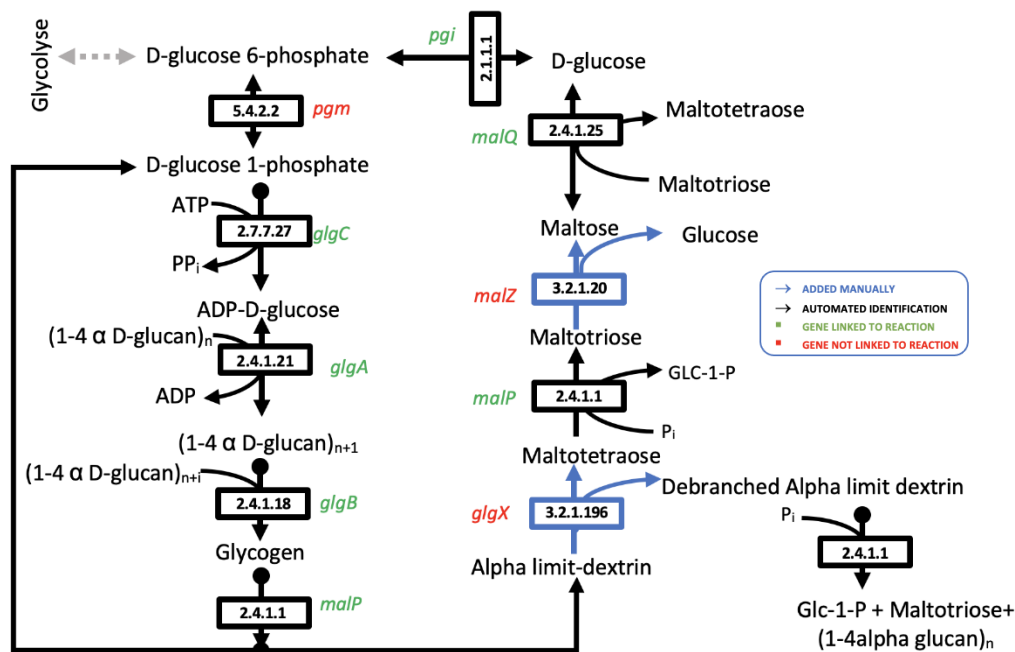 Glycolyse
D-glucose 6-phosphate
pgi
2.1.1.1
D-glucose
5.4.2.2
pgm
D-glucose 1-phosphate
ATP
2.7.7.27
glgC
PPi
ADP-D-glucose
(1-4 α D-glucan)n
2.4.1.21
glgA
ADP
(1-4 α D-glucan)n+1
(1-4 α D-glucan)n+i
2.4.1.18
glgB
Glycogen
malP
2.4.1.1
malQ
2.4.1.25
Maltotetraose
Maltotriose
Maltose
Glucose
malZ
3.2.1.20
Maltotriose
malP
2.4.1.1
GLC-1-P
Pi
Maltotetraose
glgX
3.2.1.196
Debranched Alpha limit dextrin
Alpha limit-dextrin
Pi
2.4.1.1
Glc-1-P + Maltotriose+
(1-4alpha glucan)n
ADDED MANUALLY
AUTOMATED IDENTIFICATION
GENE LINKED TO REACTION
GENE NOT LINKED TO REACTION